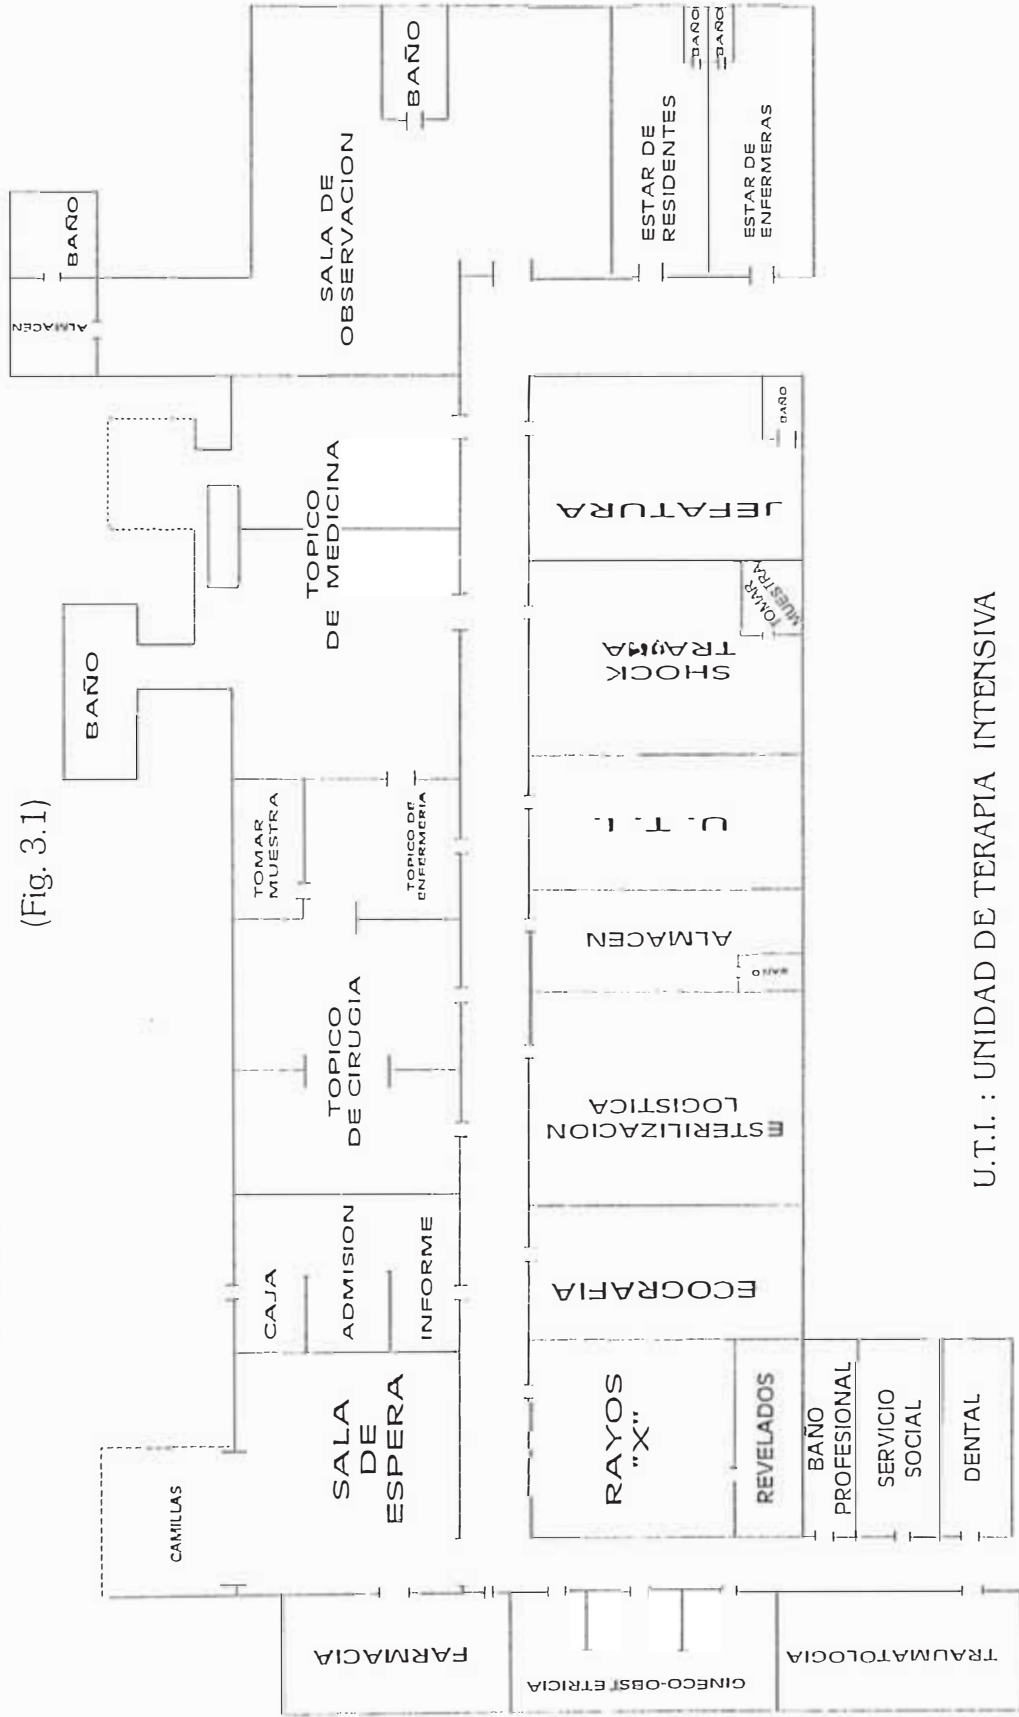 (Fig. 3.1)
CAMILLAS
SALA
DE
ESPERA
CAJA
ADMISION
INFORME
TOPICO
DE CIRUGIA
TOMAR
MUESTRA
TOPICO DE
ENFERMERIA
BAÑO
TOPICO
DE MEDICINA
ALMACEN
BAÑO
SALA DE
OBSERVACION
BAÑO
FARMACIA
GINECO-OBSTETRICIA
TRAUMATOLOGIA
RAYOS
"X"
REVELADOS
BAÑO
PROFESIONAL
SERVICIO
SOCIAL
DENTAL
ECOGRAFIA
ESTERILIZACION
LOGISTICA
ALMACEN
BAÑO
U. T. I.
SHOCK
TRAUMA
TOMAR
MUESTRA
JEFATURA
BAÑO
ESTAR DE
RESIDENTES
BAÑO
ESTAR DE
ENFERMERAS
BAÑO
U.T.I. : UNIDAD DE TERAPIA INTENSIVA